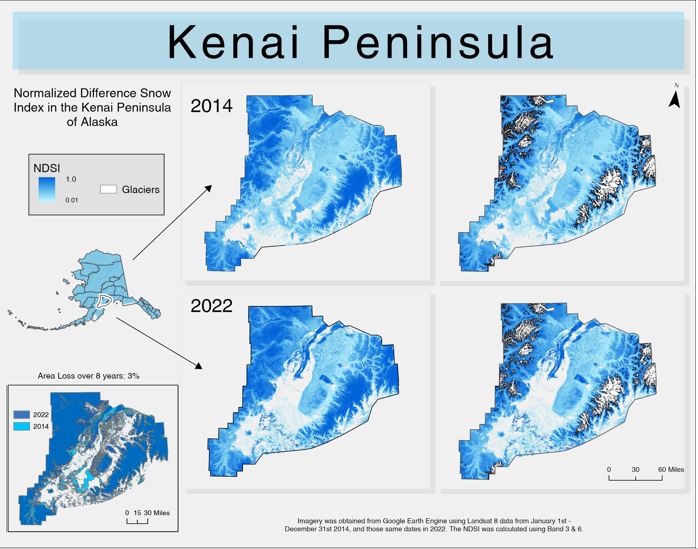 Kenai Peninsula
Normalized Difference Snow
Index in the Kenai Peninsula
of Alaska
NDSI
1.0
0.01
Glaciers
2014
N
2022
Area Loss over 8 years: 3%
2022
2014
0 15 30 Miles
0 30 60 Miles
Imagery was obtained from Google Earth Engine using Landsat 8 data from January 1st -
December 31st 2014, and those same dates in 2022. The NDSI was calculated using Band 3 & 6.